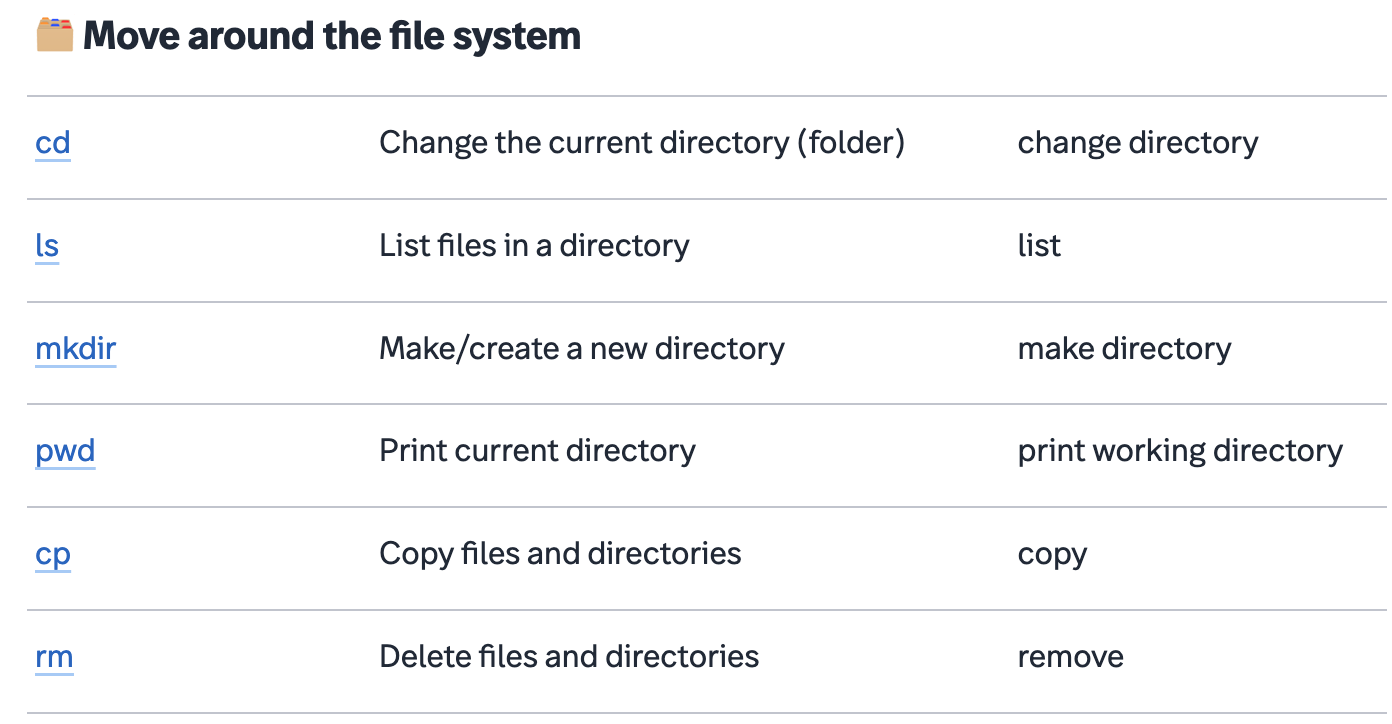 Move around the file system
cd Change the current directory (folder) change directory
ls List files in a directory list
mkdir Make/create a new directory make directory
pwd Print current directory print working directory
cp Copy files and directories copy
rm Delete files and directories remove